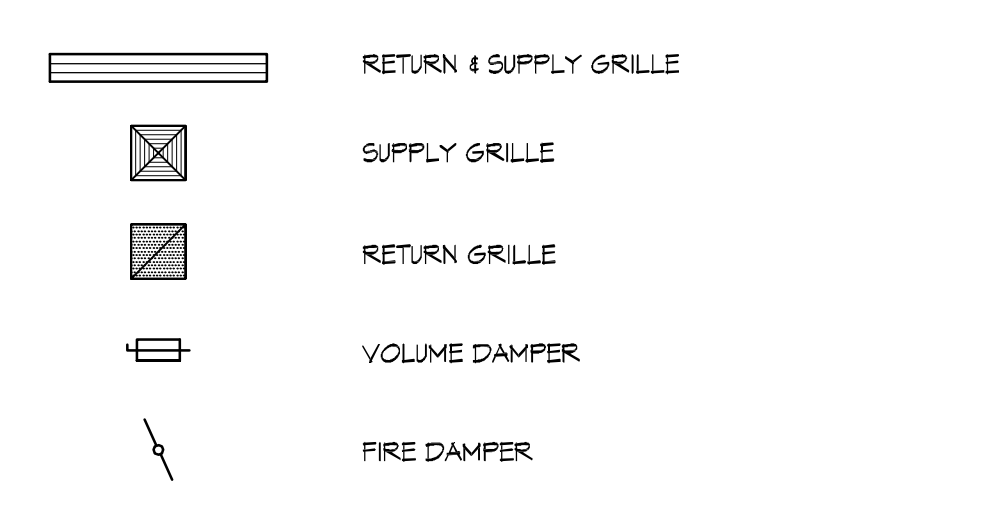 RETURN & SUPPLY GRILLE
SUPPLY GRILLE
RETURN GRILLE
VOLUME DAMPER
FIRE DAMPER